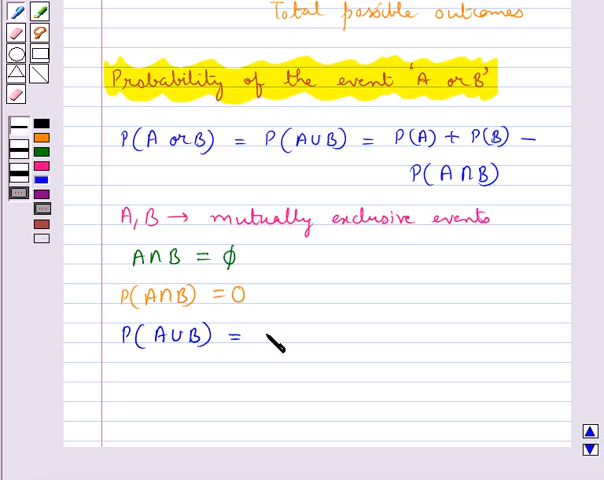 Total possible outcomes
Probability of the event 'A or B'
P(A or B) = P(A∪B) = P(A) + P(B) −
P(A∩B)
A, B → mutually exclusive events
A∩B = ϕ
P(A∩B) = 0
P(A∪B) =